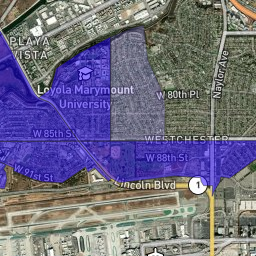 PLAYA
VISTA
Loyola Marymount
University
W 80th Pl
Naylor Ave
W 85th St
WESTCHESTER
W 88th St
W 91st St
Lincoln Blvd
1